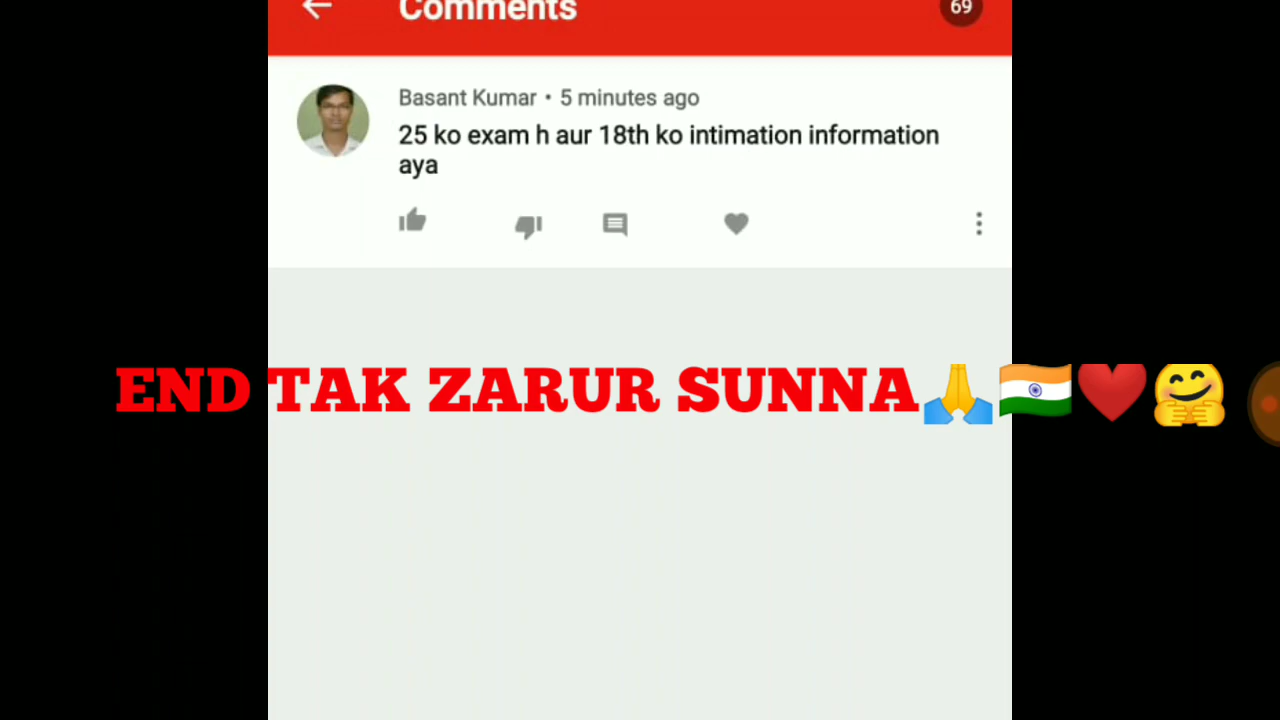 Comments
69
Basant Kumar • 5 minutes ago
25 ko exam h aur 18th ko intimation information
aya
END TAK ZARUR SUNNA🙏🇮🇳❤️🤗